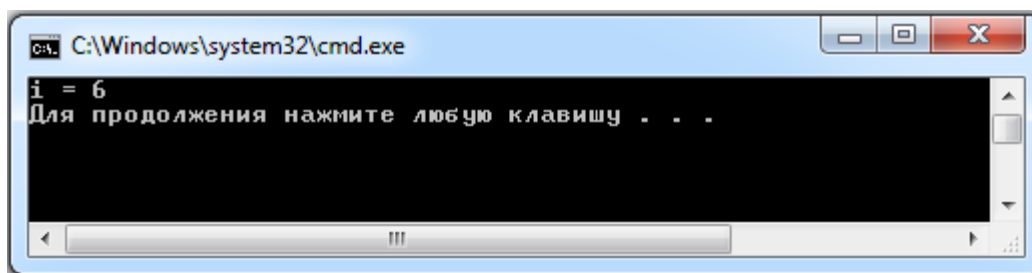 C:\Windows\system32\cmd.exe
i = 6
Для продолжения нажмите любую клавишу . . .